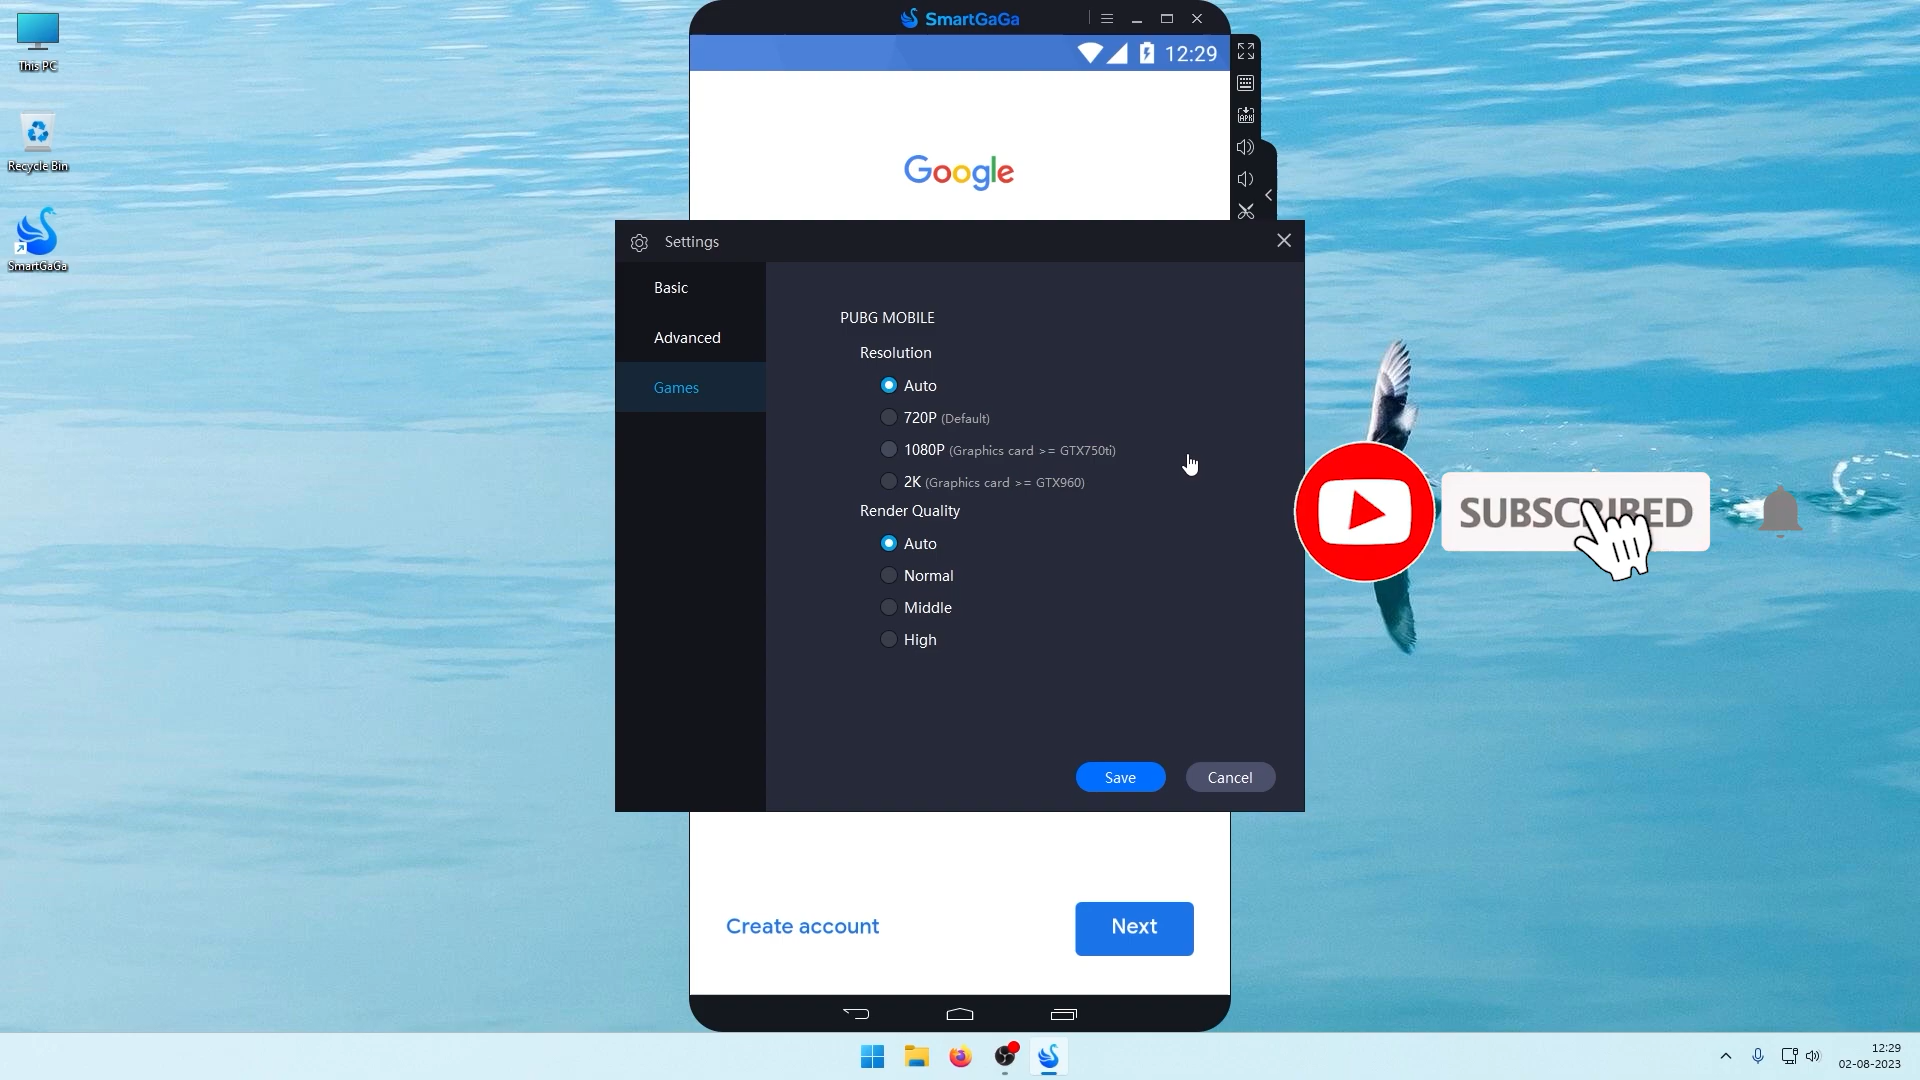 This PC
Recycle Bin
SmartGaGa
SmartGaGa
12:29
APK
Google
Settings
Basic
Advanced
Games
PUBG MOBILE
Resolution
Auto
720P (Default)
1080P (Graphics card >= GTX750ti)
2K (Graphics card >= GTX960)
Render Quality
Auto
Normal
Middle
High
Save
Cancel
SUBSCRIBED
Create account
Next
12:29
02-08-2023